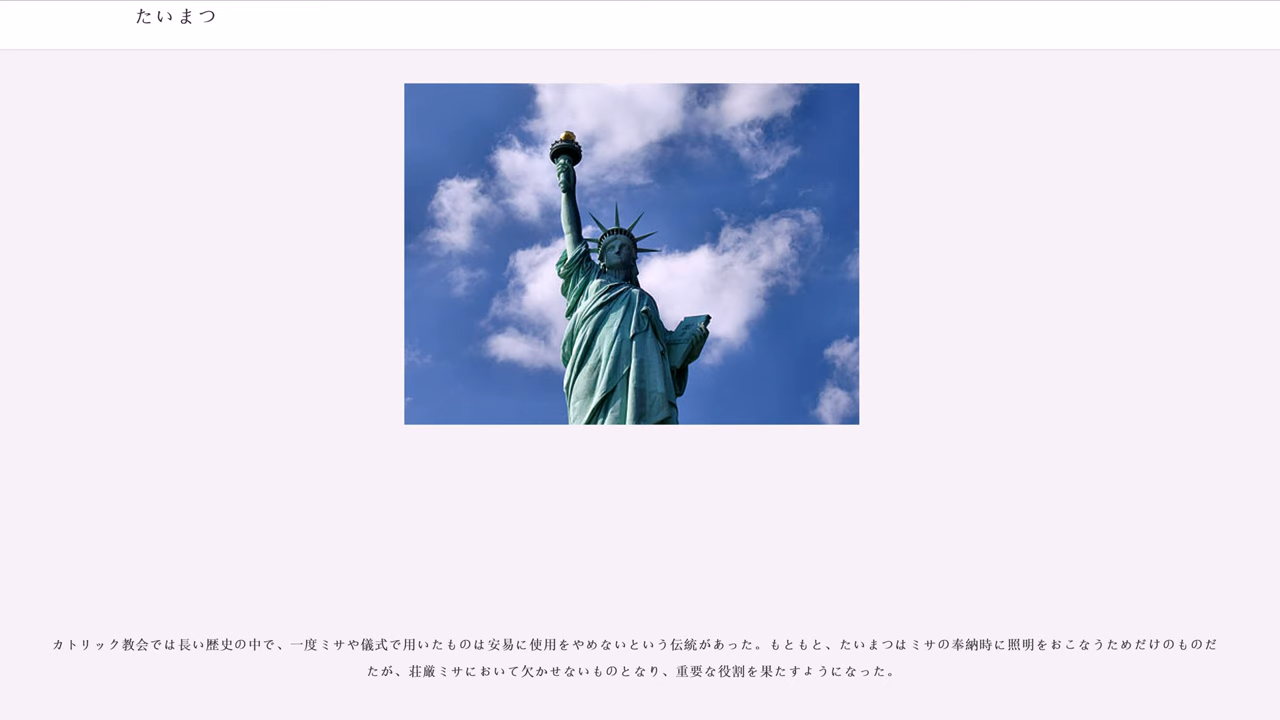 たいまつ
カトリック教会では長い歴史の中で、一度ミサや儀式で用いたものは安易に使用をやめないという伝統があった。もともと、たいまつはミサの奉納時に照明をおこなうためだけのものだ
たが、荘厳ミサにおいて欠かせないものとなり、重要な役割を果たすようになった。